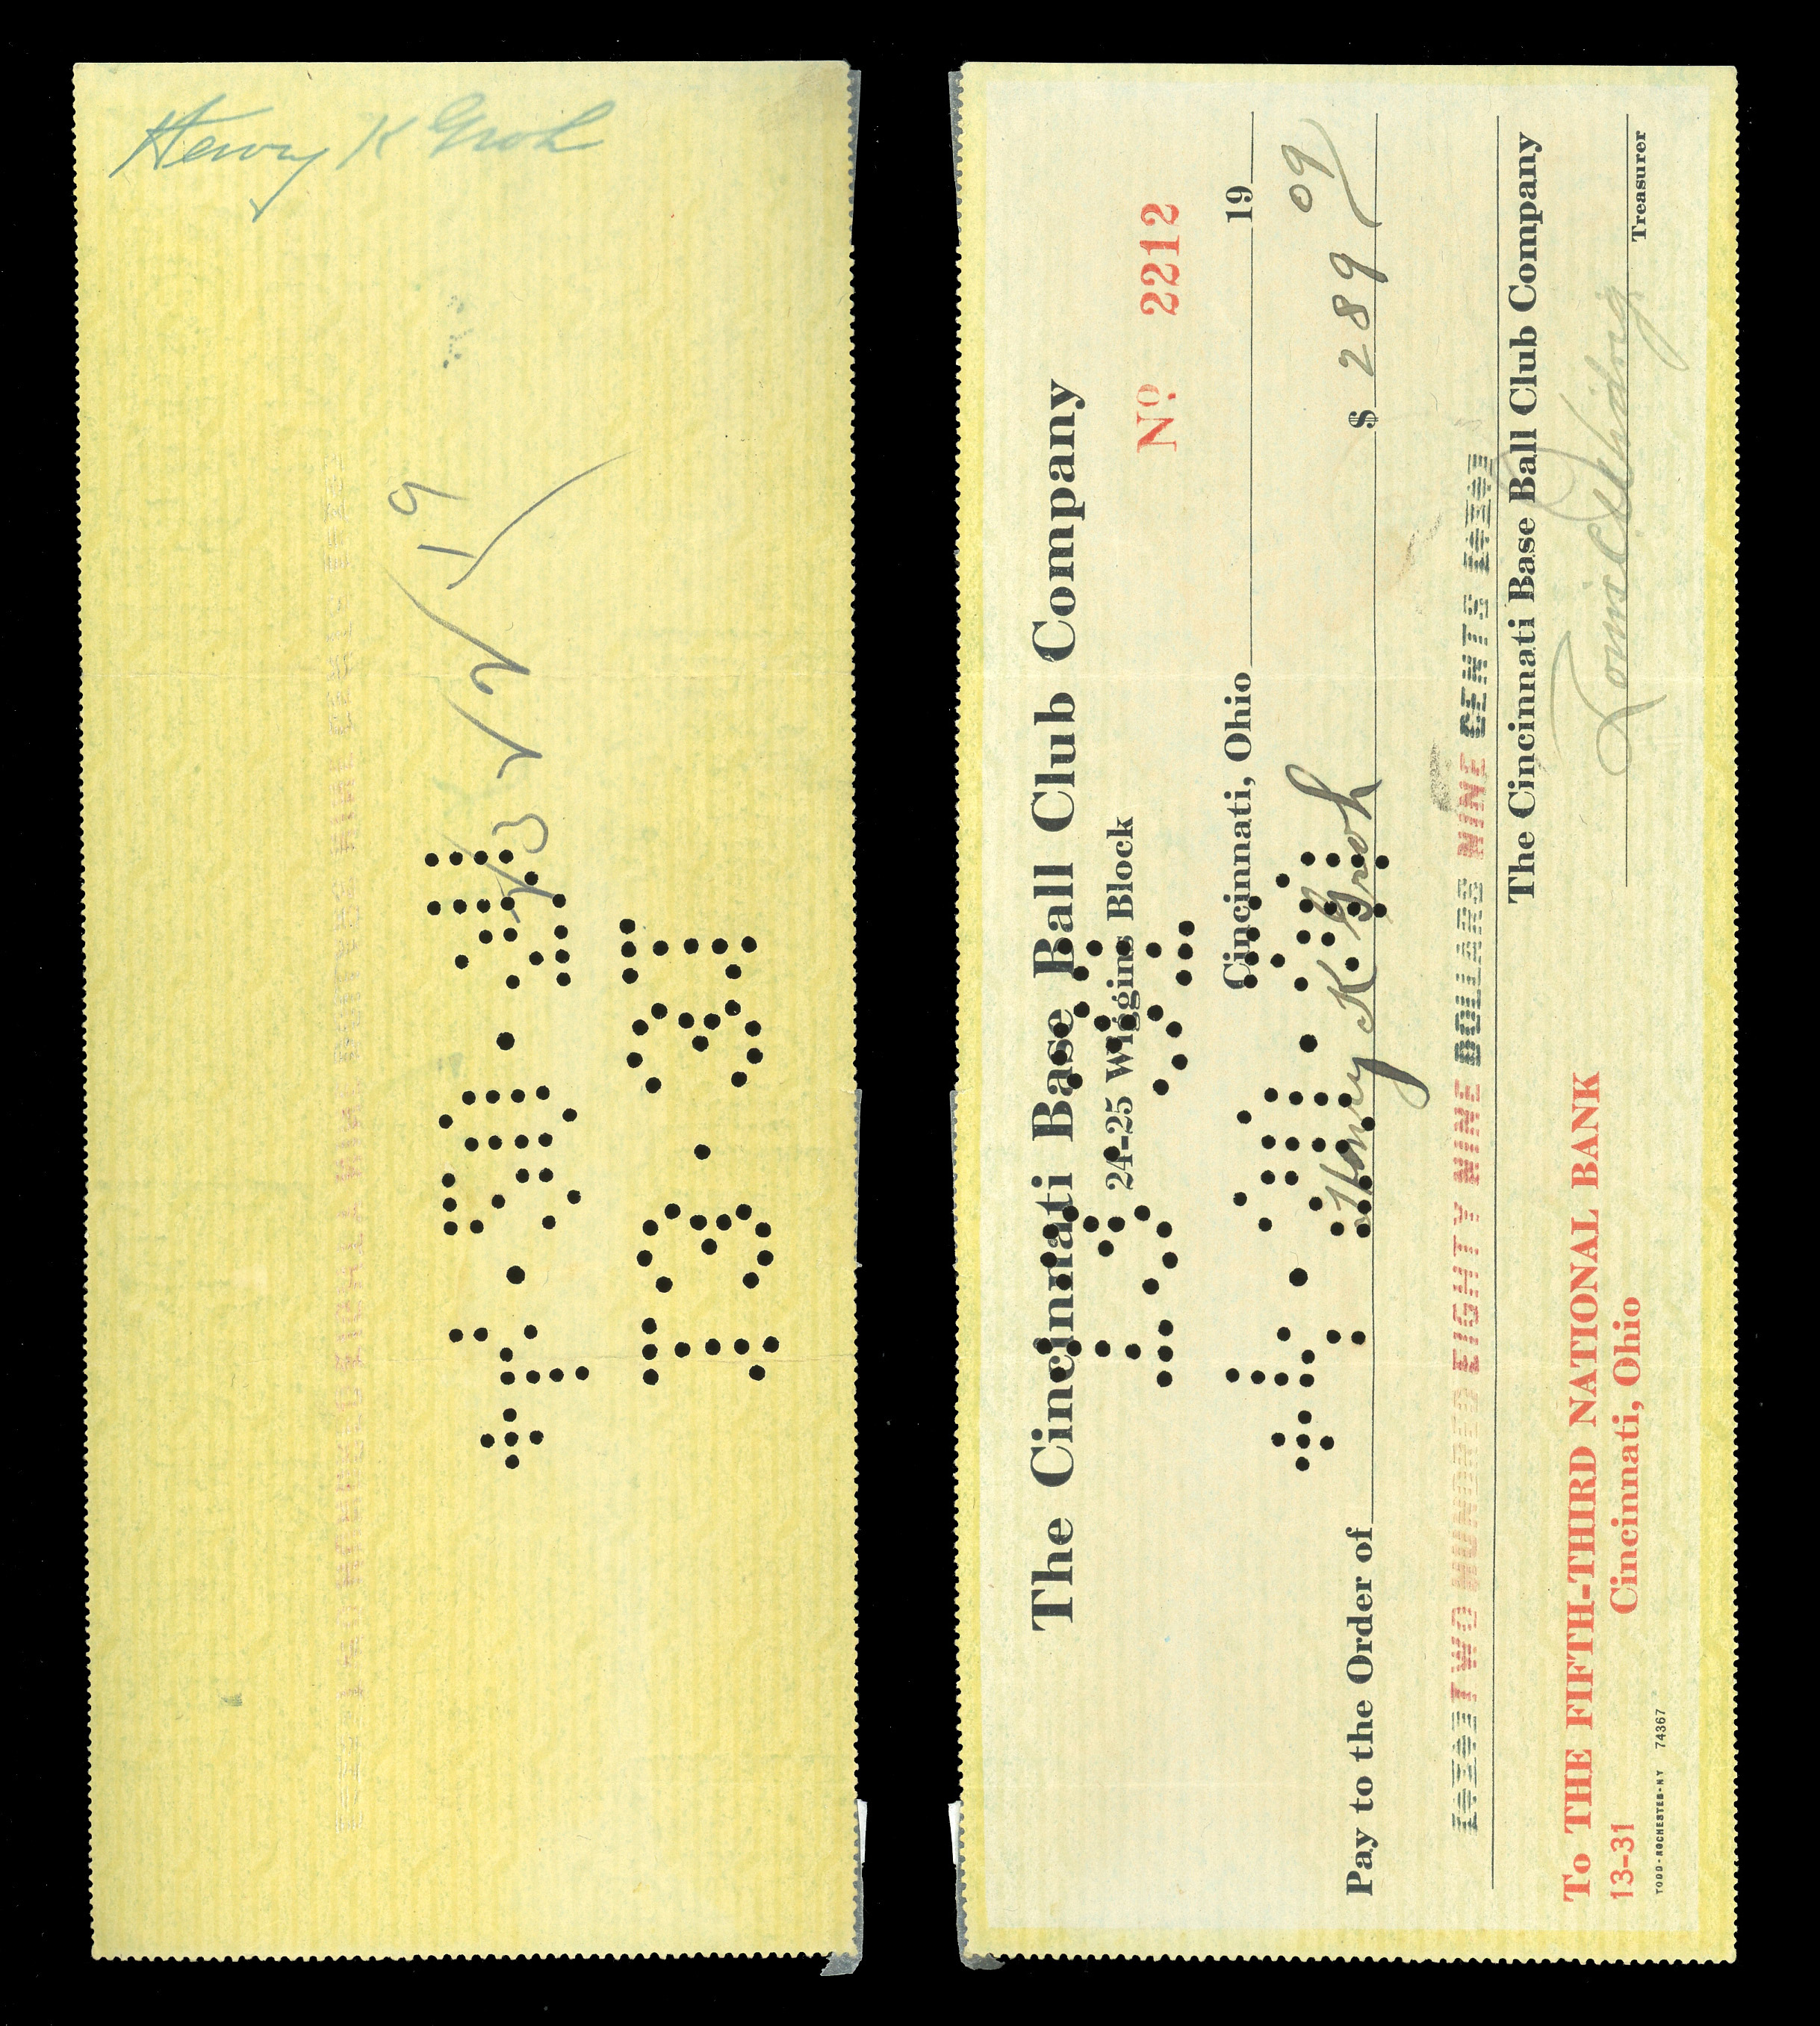 Henry K Groh
The Cincinnati Base Ball Club Company
24-25 Wiggins Block
No. 2212
Cincinnati, Ohio 19
Pay to the Order of Henry K Groh $ 289 09
TWO HUNDRED EIGHTY NINE DOLLARS NINE CENTS
The Cincinnati Base Ball Club Company
To THE FIFTH-THIRD NATIONAL BANK
13-31 Cincinnati, Ohio
Treasurer
TODD-ROCHESTER-NY 74367